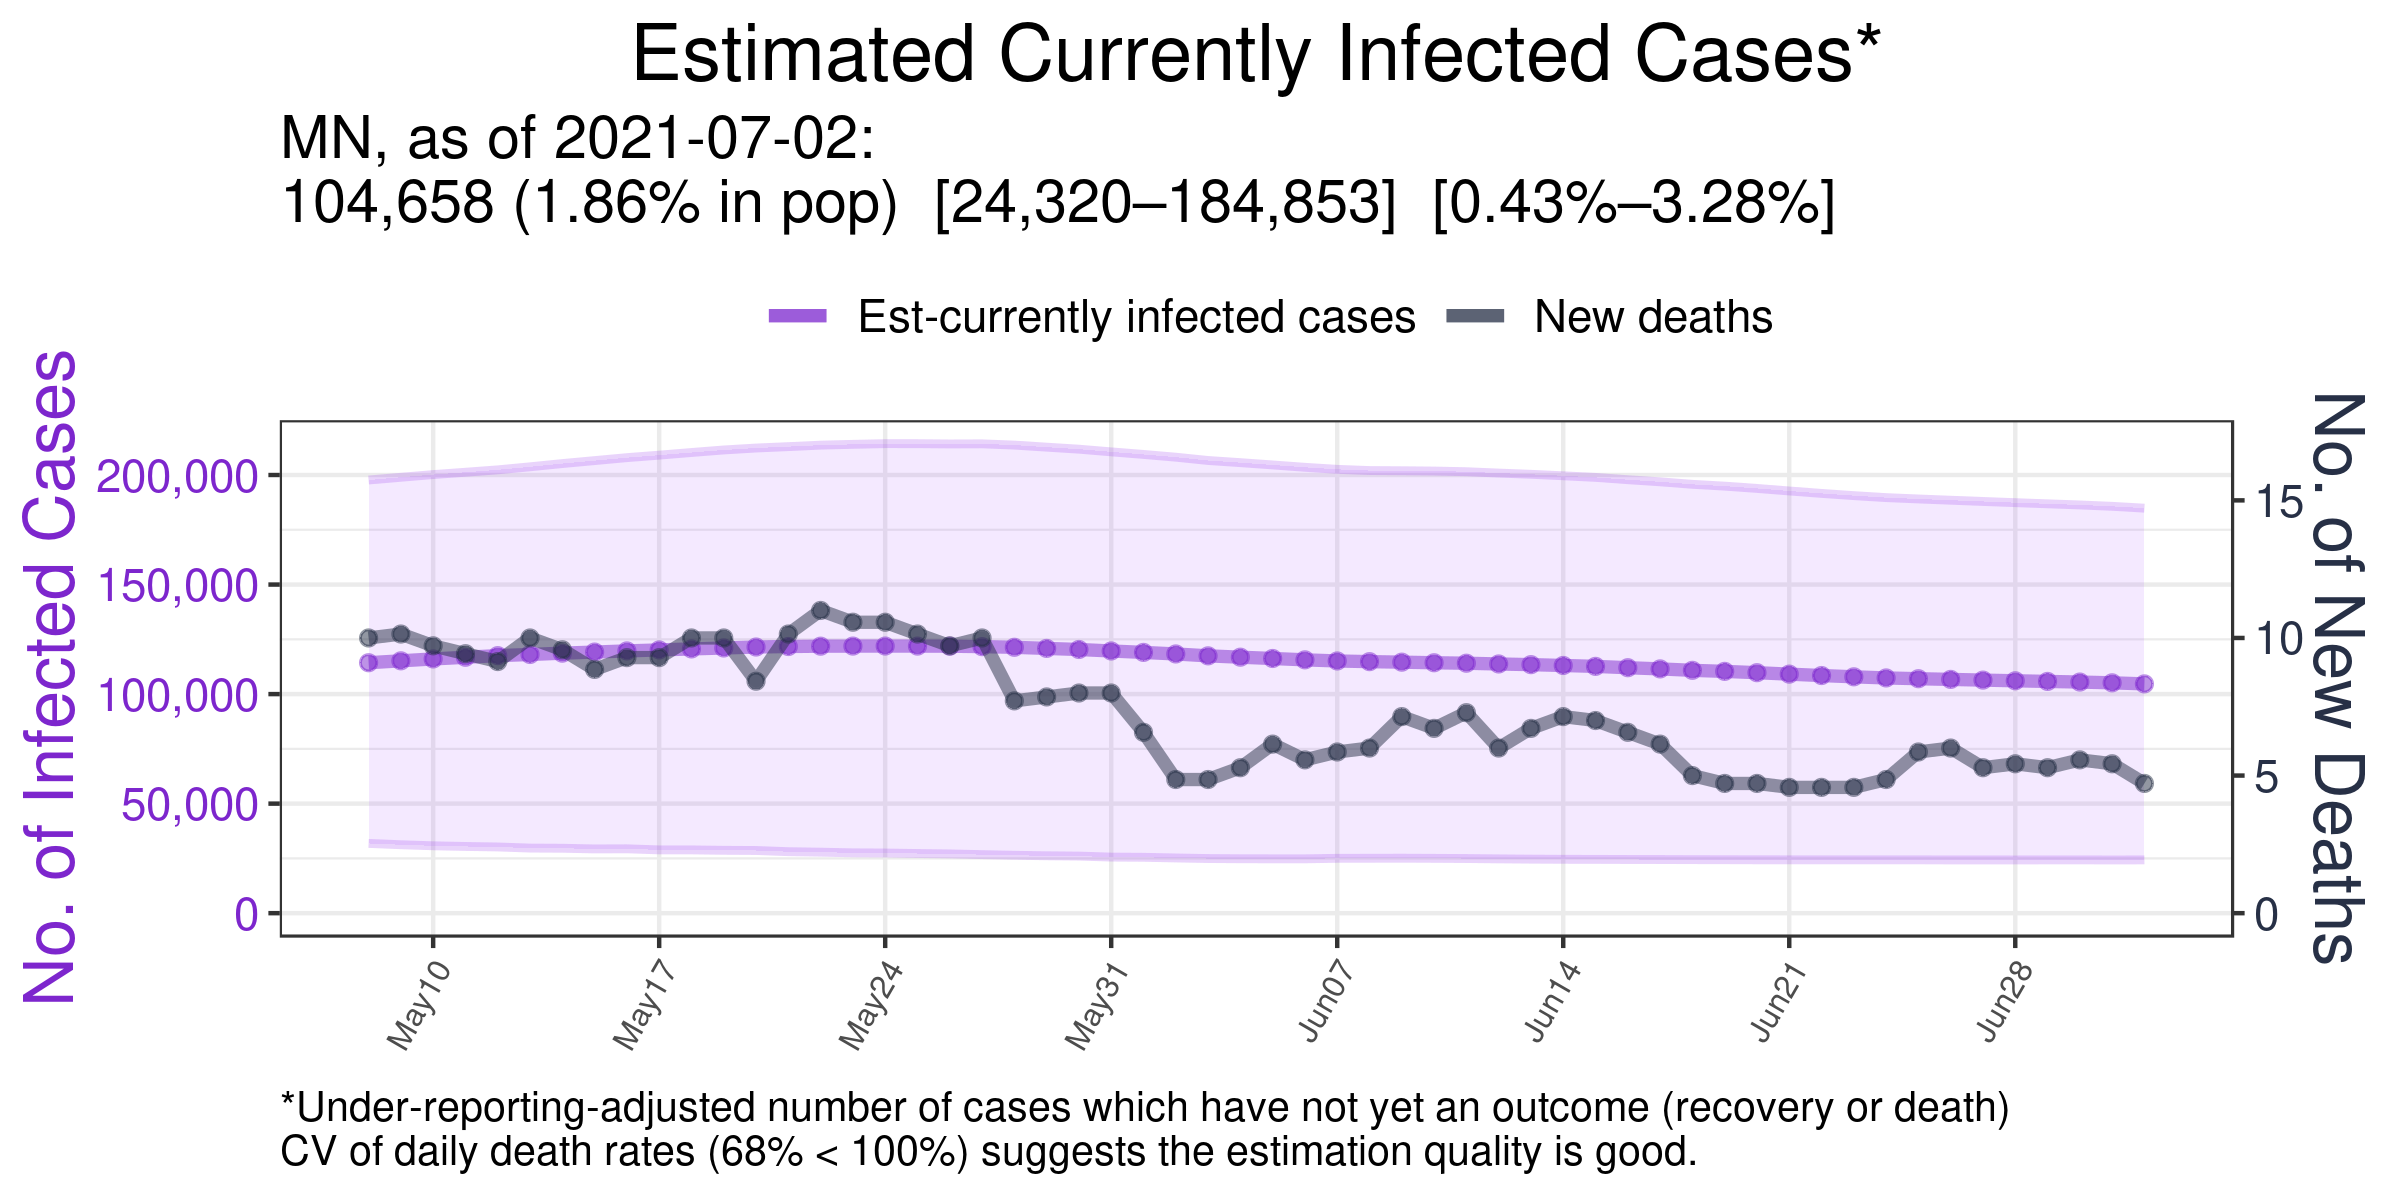 Estimated Currently Infected Cases*
MN, as of 2021-07-02:
104,658 (1.86% in pop)  [24,320–184,853]  [0.43%–3.28%]
Est-currently infected cases
New deaths
No. of Infected Cases
200,000
150,000
100,000
50,000
0
15
10
5
0
No. of New Deaths
May10
May17
May24
May31
Jun07
Jun14
Jun21
Jun28
*Under-reporting-adjusted number of cases which have not yet an outcome (recovery or death)
CV of daily death rates (68% < 100%) suggests the estimation quality is good.